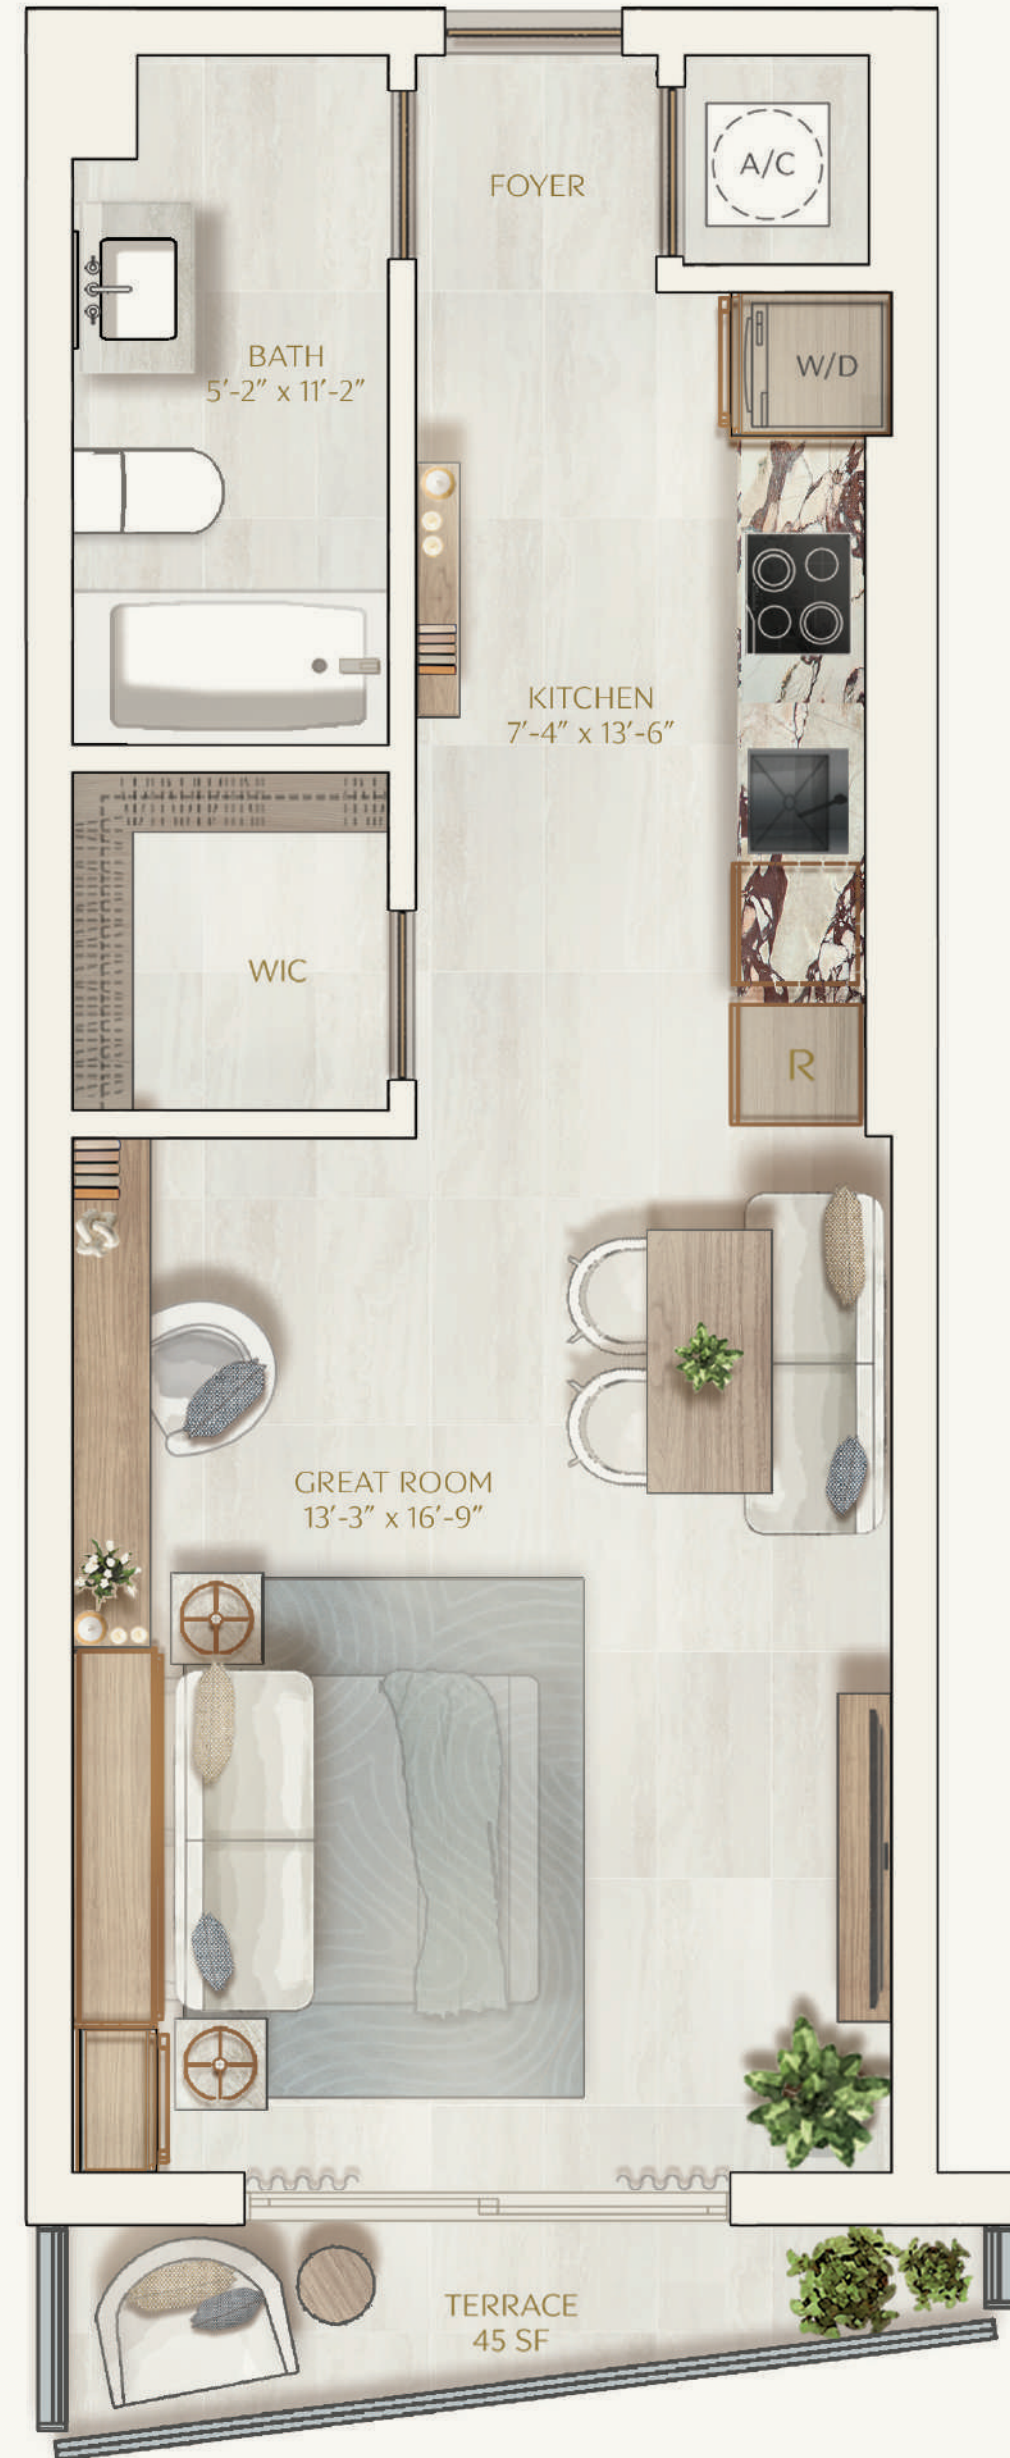 FOYER
A/C
BATH
5'-2" x 11'-2"
W/D
KITCHEN
7'-4" x 13'-6"
WIC
R
GREAT ROOM
13'-3" x 16'-9"
TERRACE
45 SF